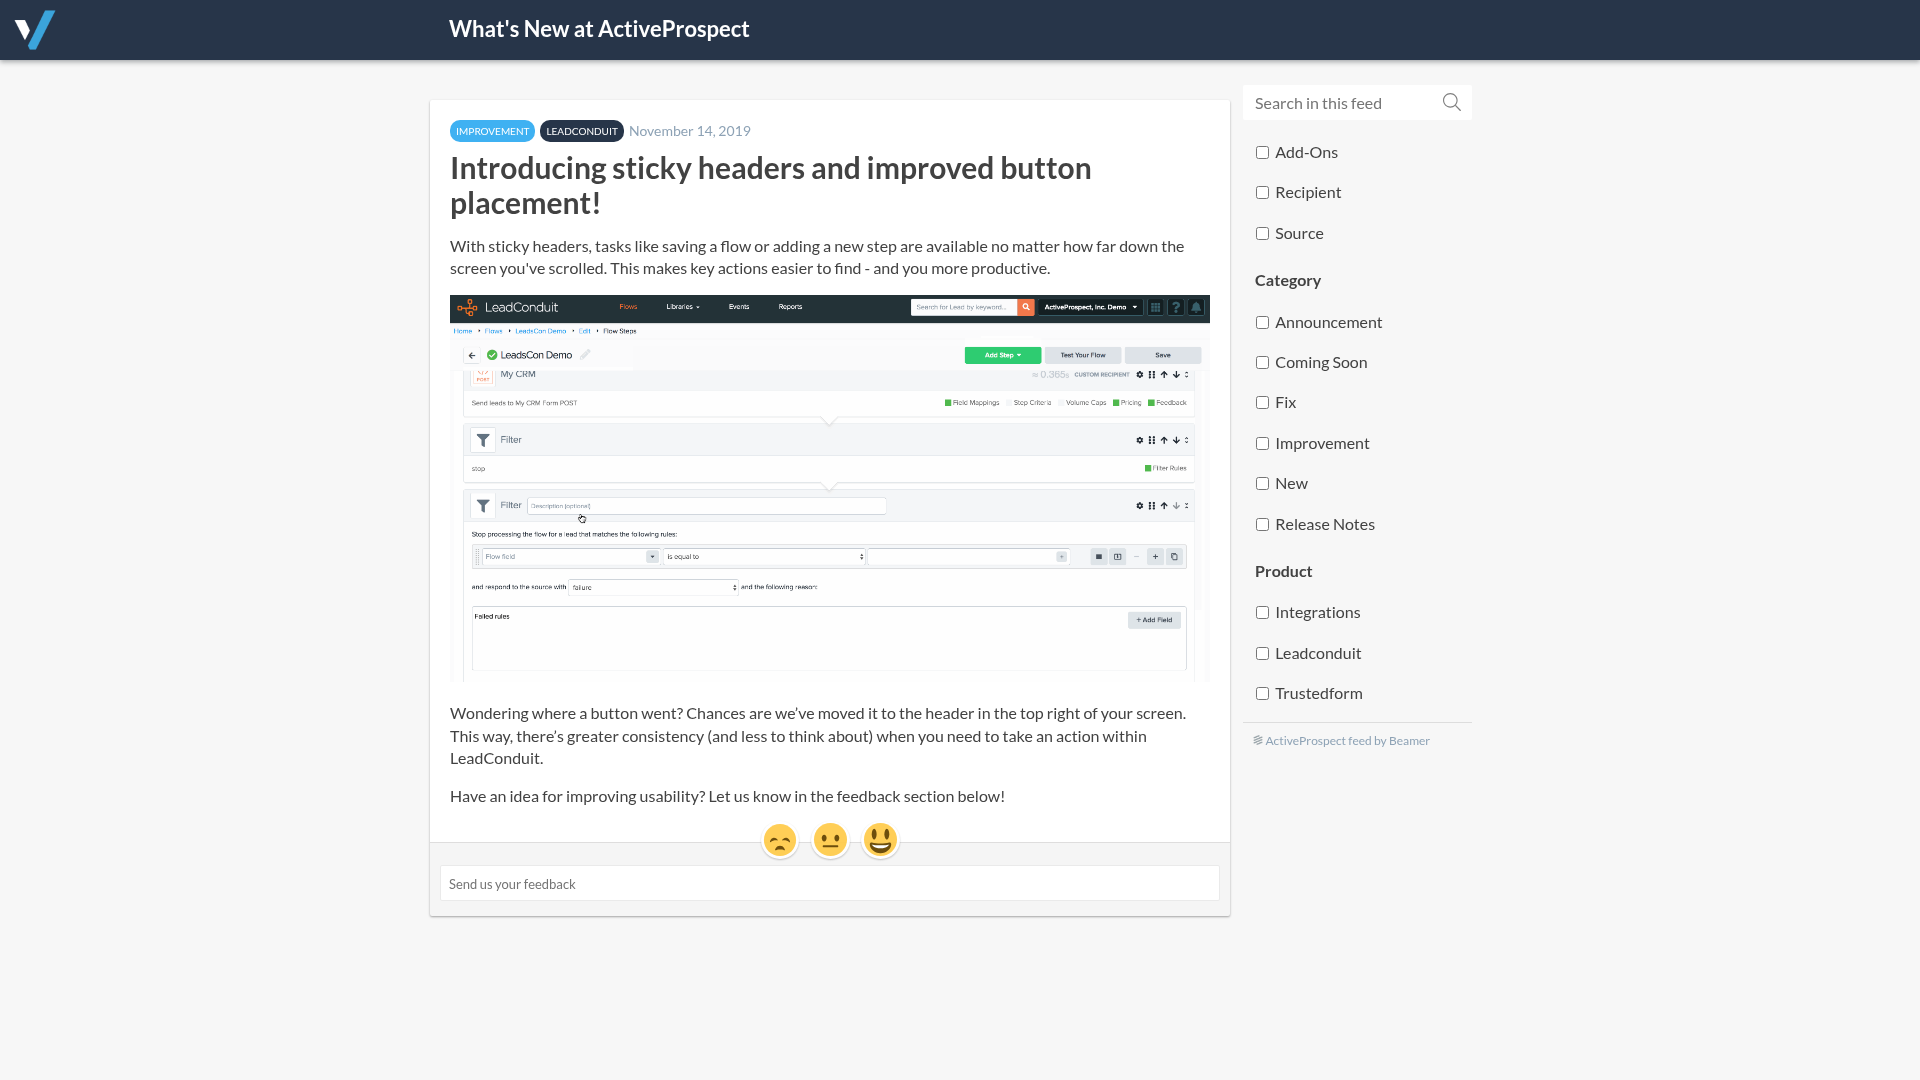 What's New at ActiveProspect
IMPROVEMENT LEADCONDUIT November 14, 2019
Introducing sticky headers and improved button
placement!
With sticky headers, tasks like saving a flow or adding a new step are available no matter how far down the
screen you've scrolled. This makes key actions easier to find - and you more productive.
LeadConduit Flows Libraries Events Reports Search for Lead by keyword... ActiveProspect, Inc. Demo ?
Home Flows LeadsCon Demo Edit Flow Steps
LeadsCon Demo Add Step Test Your Flow Save
POST My CRM 0.365s CUSTOM RECIPIENT
Send leads to My CRM Form POST Field Mappings Step Criteria Volume Caps Pricing Feedback
Filter
stop Filter Rules
Filter Description (optional)
Stop processing the flow for a lead that matches the following rules:
Flow field is equal to
and respond to the source with failure and the following reason:
Failed rules + Add Field
Wondering where a button went? Chances are we’ve moved it to the header in the top right of your screen.
This way, there’s greater consistency (and less to think about) when you need to take an action within
LeadConduit.
Have an idea for improving usability? Let us know in the feedback section below!
Send us your feedback
Search in this feed
Add-Ons
Recipient
Source
Category
Announcement
Coming Soon
Fix
Improvement
New
Release Notes
Product
Integrations
Leadconduit
Trustedform
ActiveProspect feed by Beamer